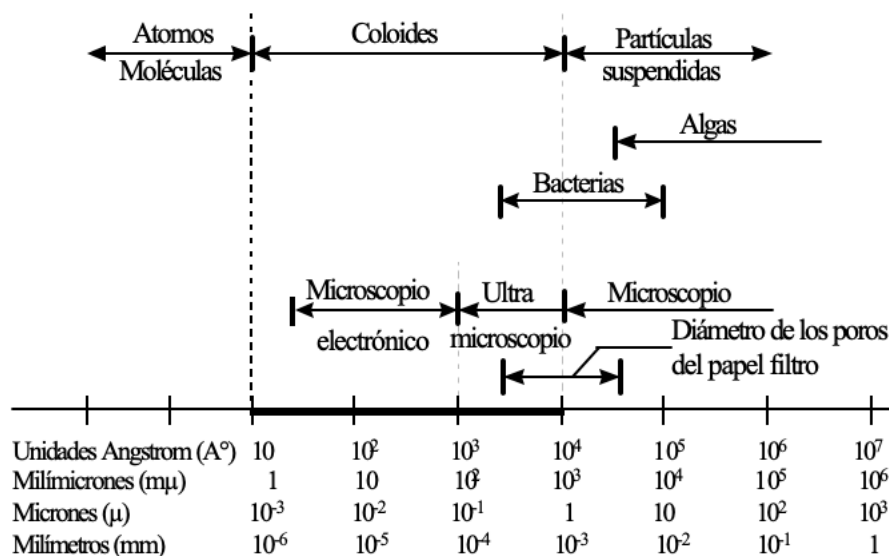 Atomos Coloides Partículas
Moléculas suspendidas
Algas
Bacterias
Microscopio Ultra Microscopio
electrónico microscopio Diámetro de los poros
del papel filtro
Unidades Angstrom (A°) 10 10² 10³ 10⁴ 10⁵ 10⁶ 10⁷
Milímicrones (mµ) 1 10 10² 10³ 10⁴ 10⁵ 10⁶
Micrones (µ) 10⁻³ 10⁻² 10⁻¹ 1 10 10² 10³
Milímetros (mm) 10⁻⁶ 10⁻⁵ 10⁻⁴ 10⁻³ 10⁻² 10⁻¹ 1